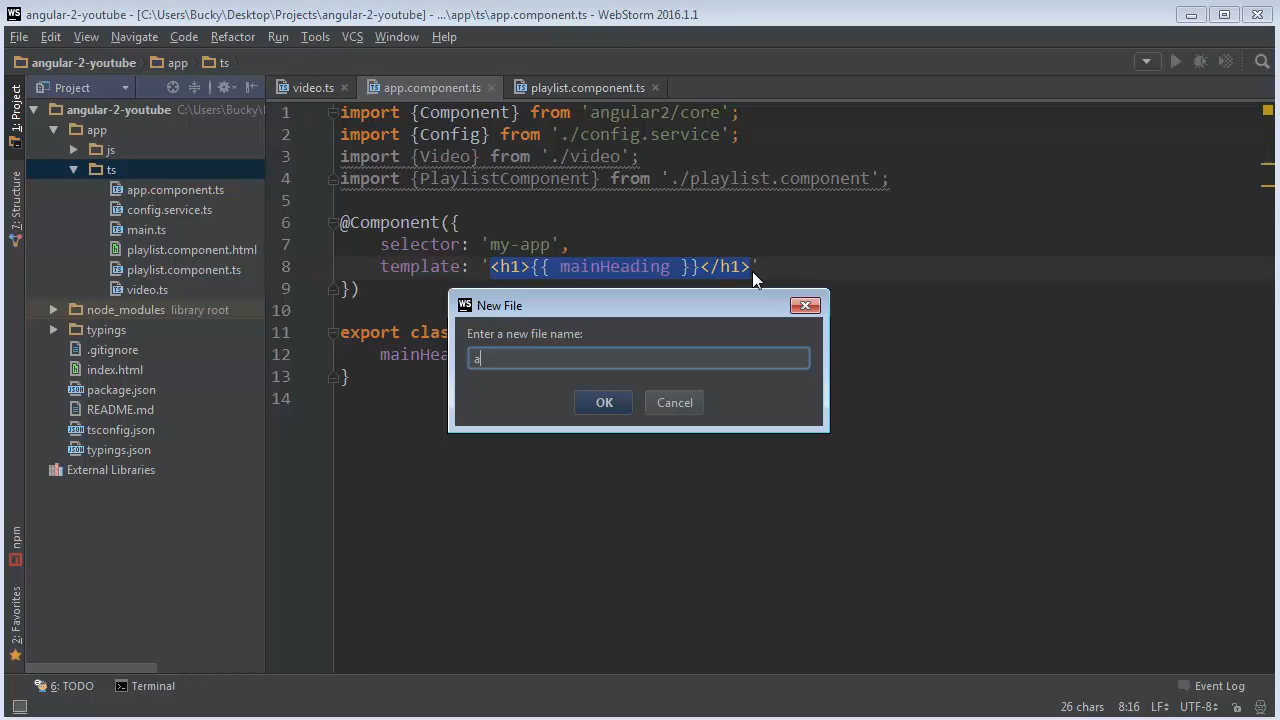 WS angular-2-youtube - [C:\Users\Bucky\Desktop\Projects\angular-2-youtube] - ...\app\ts\app.component.ts - WebStorm 2016.1.1
File Edit View Navigate Code Refactor Run Tools VCS Window Help
angular-2-youtube app ts
Project video.ts app.component.ts playlist.component.ts
1: Project
7: Structure
npm
2: Favorites
angular-2-youtube C:\Users\Bucky\
app
js
ts
app.component.ts
config.service.ts
main.ts
playlist.component.html
playlist.component.ts
video.ts
node_modules library root
typings
.gitignore
index.html
package.json
README.md
tsconfig.json
typings.json
External Libraries
1 import {Component} from 'angular2/core';
2 import {Config} from './config.service';
3 import {Video} from './video';
4 import {PlaylistComponent} from './playlist.component';
5
6 @Component({
7 selector: 'my-app',
8 template: '<h1>{{ mainHeading }}</h1>'
9 })
10
11 export clas
12 mainHea
13 }
14
WS New File
Enter a new file name:
a
OK Cancel
6: TODO Terminal Event Log
26 chars 8:16 LF UTF-8